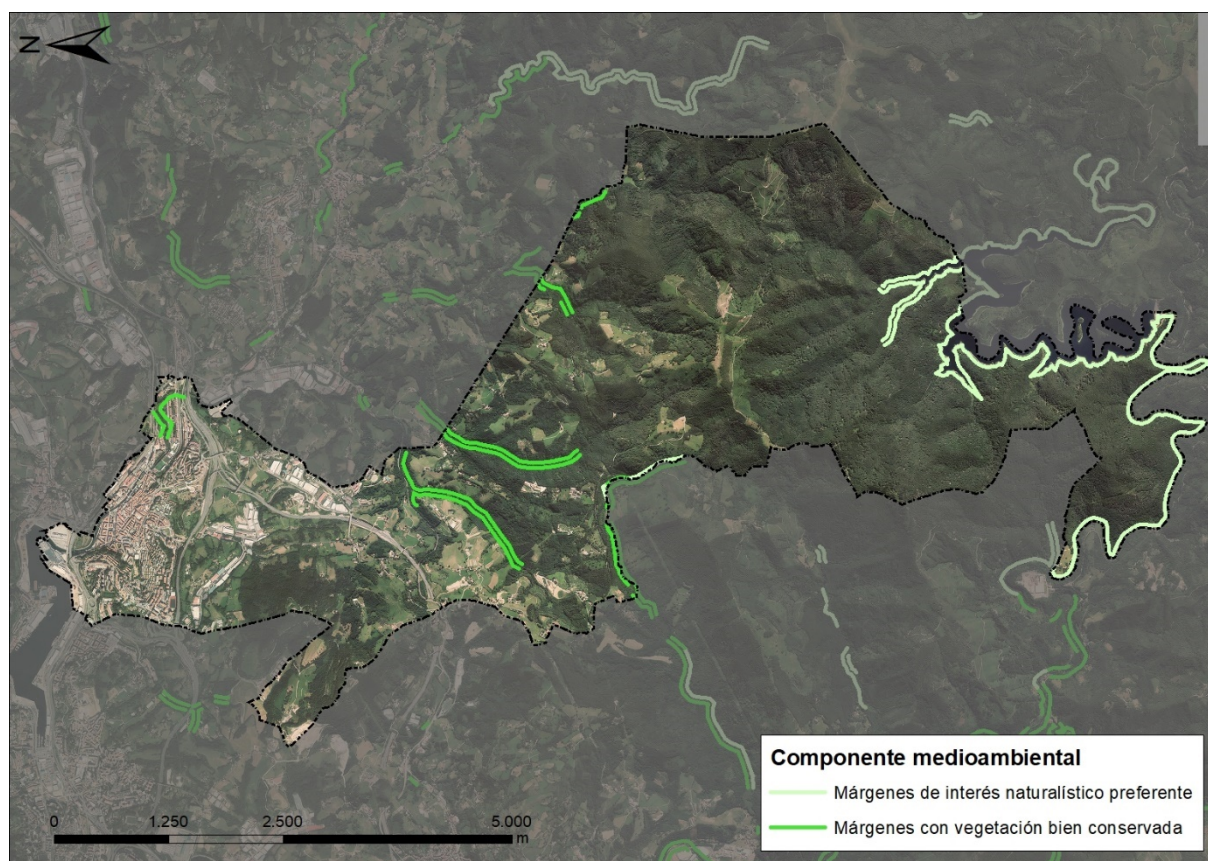 N
Componente medioambiental
Márgenes de interés naturalístico preferente
Márgenes con vegetación bien conservada
0 1.250 2.500 5.000
m